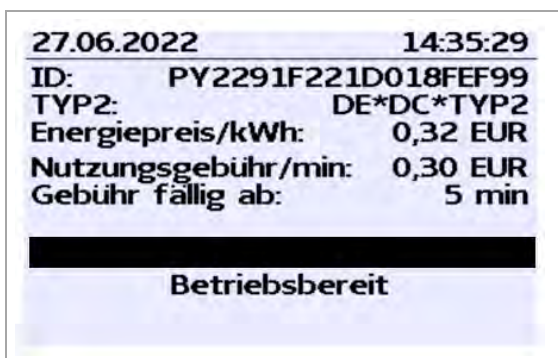 27.06.2022 14:35:29
ID: PY2291F221D018FEF99
TYP2: DE*DC*TYP2
Energiepreis/kWh: 0,32 EUR
Nutzungsgebühr/min: 0,30 EUR
Gebühr fällig ab: 5 min
Betriebsbereit